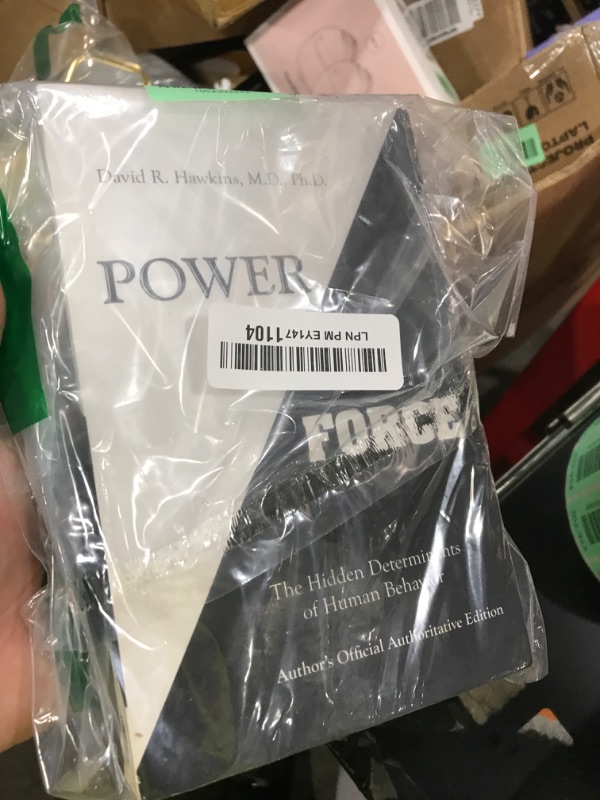 David R. Hawkins, M.D., Ph.D.
POWER
LPN PM EY1471104
FORCE
The Hidden Determinants
of Human Behavior
Author's Official Authoritative Edition